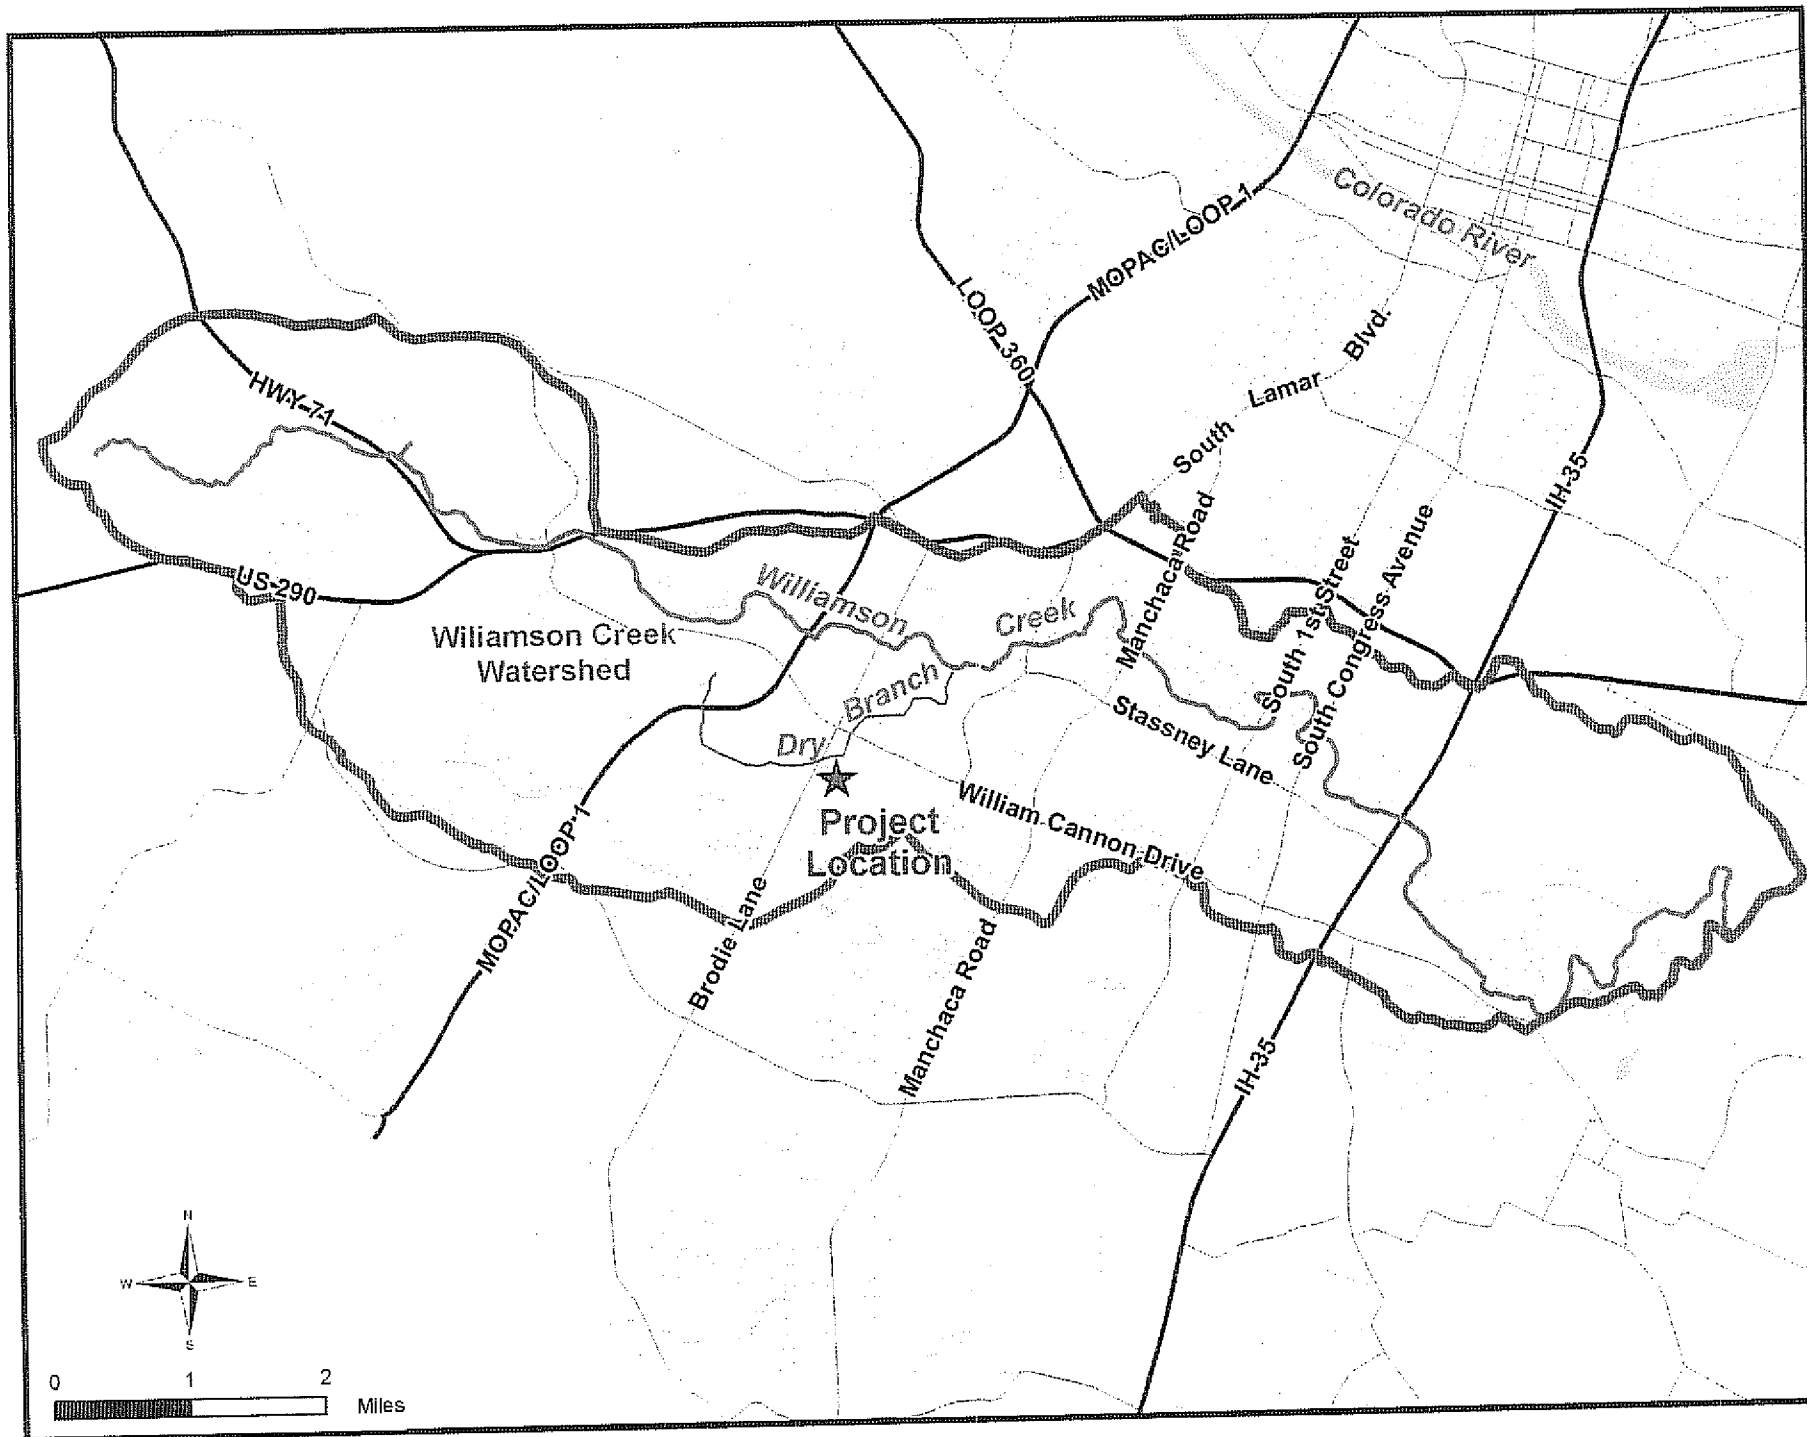 Colorado River
MOPAC/LOOP 1
LOOP 360
South Lamar Blvd.
HWY 71
IH-35
Manchaca Road
South 1st Street
South Congress Avenue
US 290
Williamson Creek
Wiliamson Creek
Watershed
Dry Branch
Stassney Lane
William Cannon Drive
Project
Location
MOPAC/LOOP 1
Brodie Lane
Manchaca Road
IH-35
N
W E
S
0 1 2
Miles